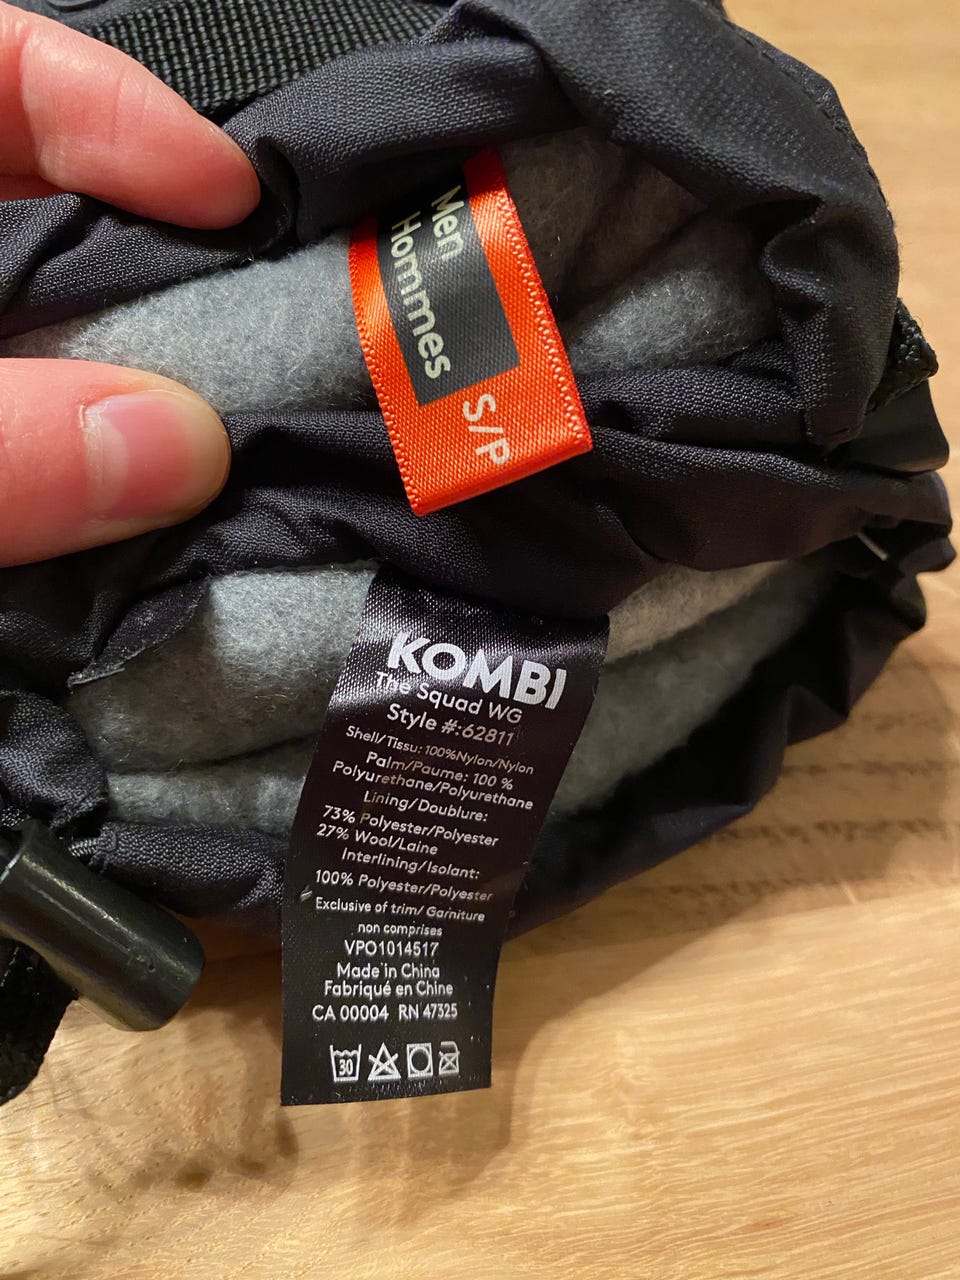 Men
Hommes
S/P
KOMBI
The Squad WG
Style #:62811
Shell/Tissu: 100%Nylon/Nylon
Palm/Paume: 100 %
Polyurethane/Polyurethane
Lining/Doublure:
73% Polyester/Polyester
27% Wool/Laine
Interlining/Isolant:
100% Polyester/Polyester
Exclusive of trim/ Garniture
non comprises
VPO1014517
Made in China
Fabriqué en Chine
CA 00004 RN 47325
30